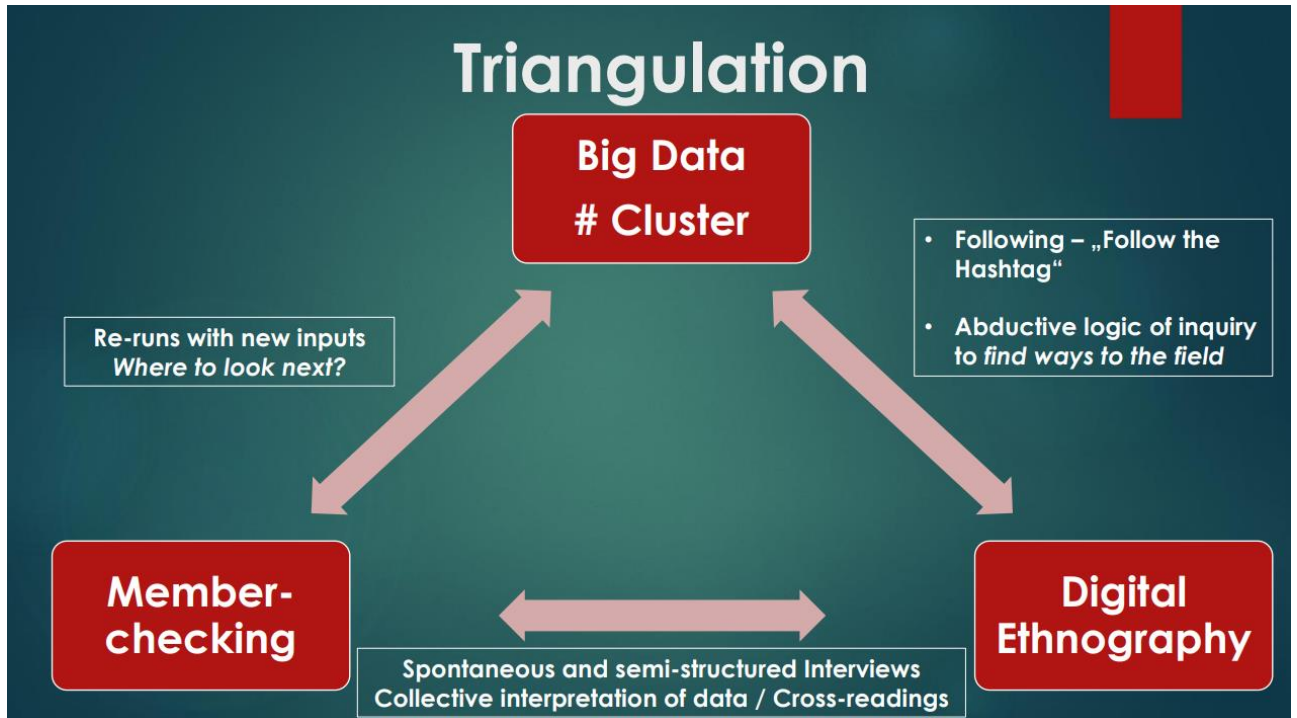 Triangulation
Big Data
# Cluster
• Following – „Follow the
Hashtag“
• Abductive logic of inquiry
to find ways to the field
Re-runs with new inputs
Where to look next?
Member-
checking
Digital
Ethnography
Spontaneous and semi-structured Interviews
Collective interpretation of data / Cross-readings